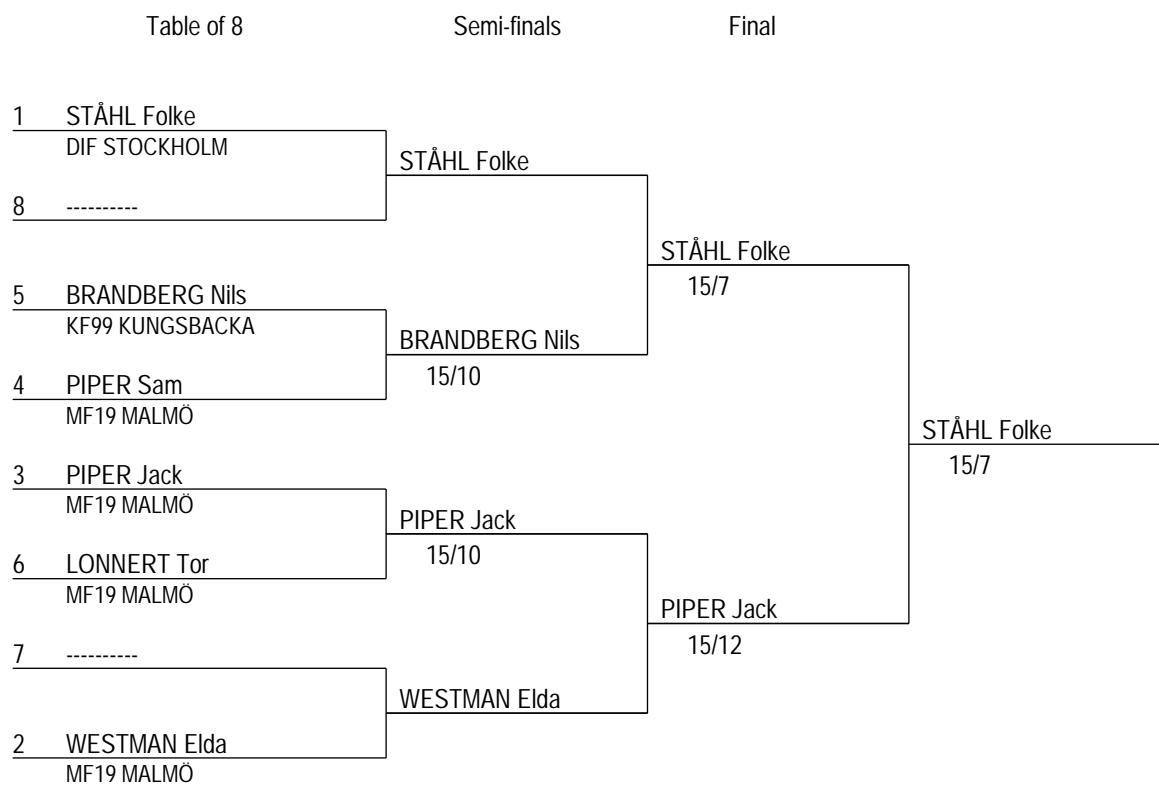 Table of 8 Semi-finals Final
1 STÅHL Folke
DIF STOCKHOLM
STÅHL Folke
8 ----------
STÅHL Folke
15/7
5 BRANDBERG Nils
KF99 KUNGSBACKA
BRANDBERG Nils
15/10
4 PIPER Sam
MF19 MALMÖ
STÅHL Folke
15/7
3 PIPER Jack
MF19 MALMÖ
PIPER Jack
15/10
6 LONNERT Tor
MF19 MALMÖ
PIPER Jack
15/12
7 ----------
WESTMAN Elda
2 WESTMAN Elda
MF19 MALMÖ